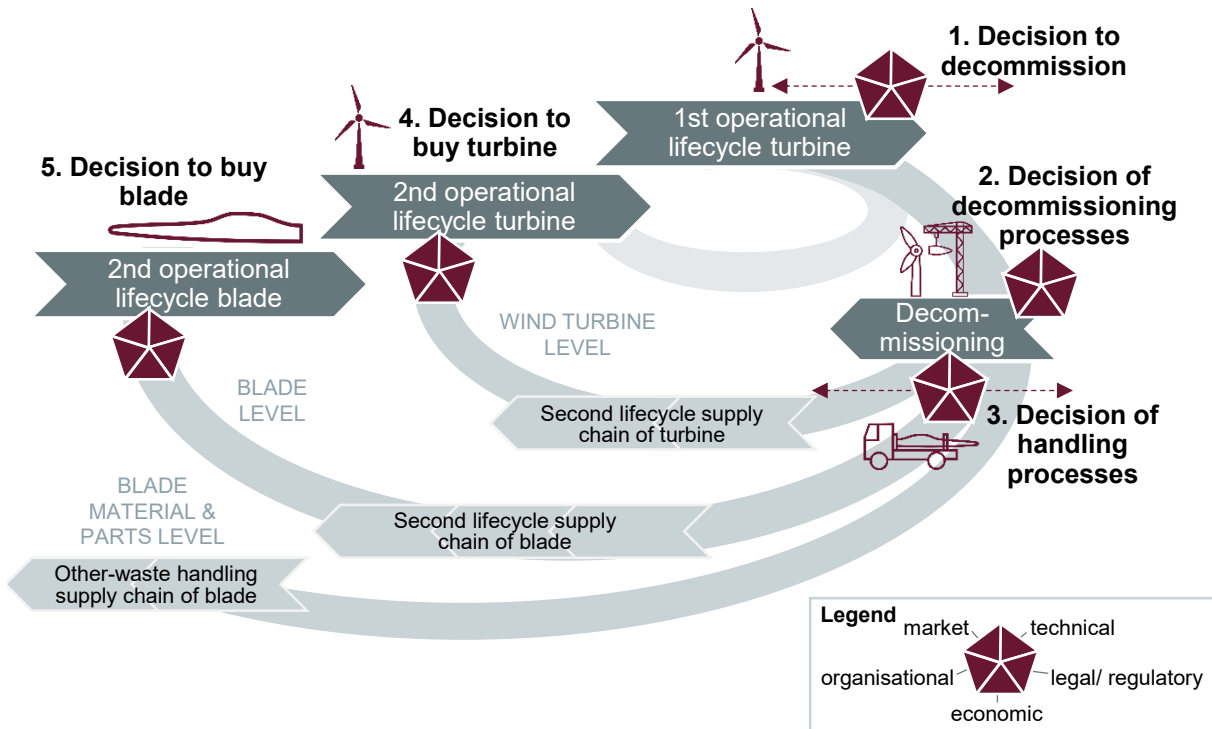 1. Decision to
decommission
1st operational
lifecycle turbine
4. Decision to
buy turbine
2nd operational
lifecycle turbine
5. Decision to buy
blade
2nd operational
lifecycle blade
2. Decision of
decommissioning
processes
Decom-
missioning
3. Decision of
handling
processes
WIND TURBINE
LEVEL
Second lifecycle supply
chain of turbine
BLADE
LEVEL
Second lifecycle supply
chain of blade
BLADE
MATERIAL &
PARTS LEVEL
Other-waste handling
supply chain of blade
Legend
market
technical
organisational
legal/ regulatory
economic